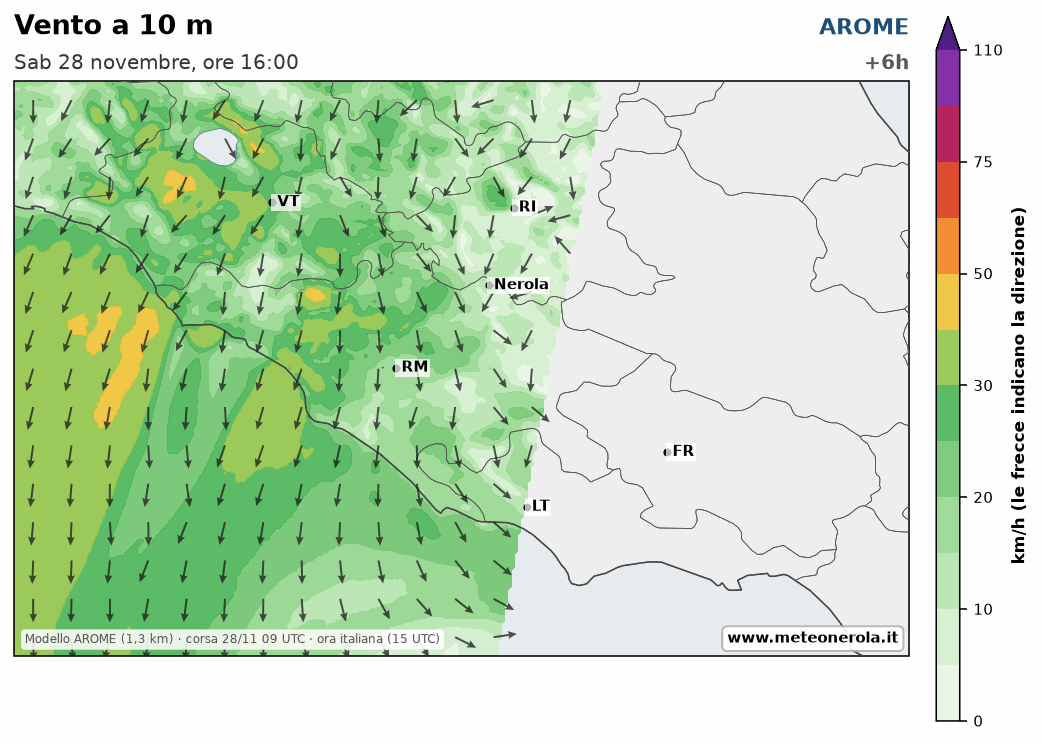 Vento a 10 m
AROME
Sab 28 novembre, ore 16:00
+6h
VT
RI
Nerola
RM
FR
LT
Modello AROME (1,3 km) · corsa 28/11 09 UTC · ora italiana (15 UTC)
www.meteonerola.it
110
75
50
30
20
10
0
km/h (le frecce indicano la direzione)